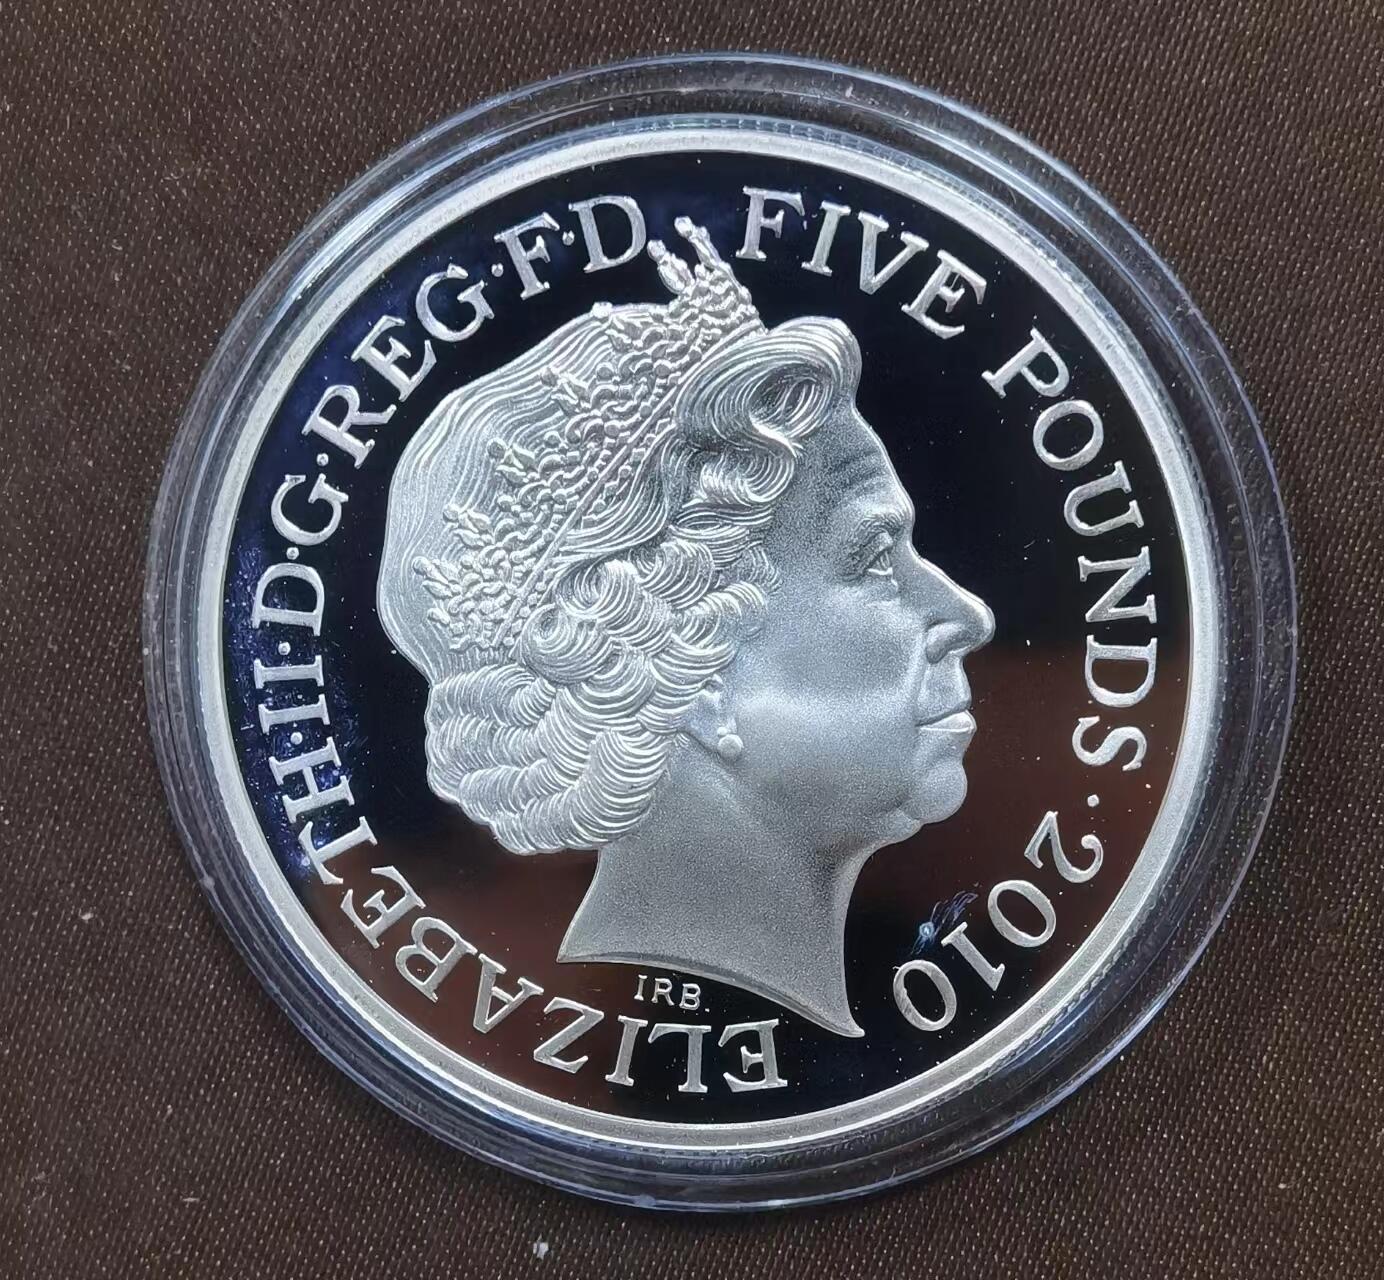 ELIZABETH·II·D·G·REG·F·D
FIVE POUNDS·2010
IRB.